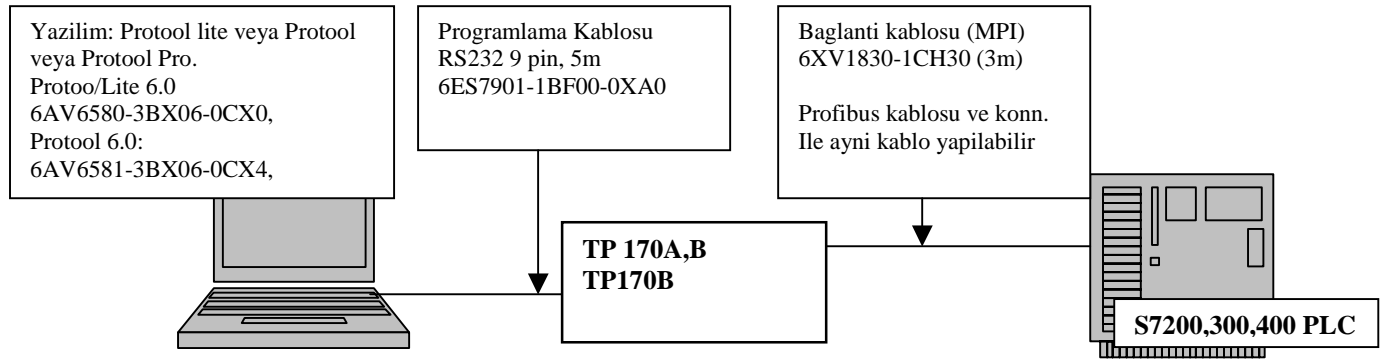 Yazilim: Protool lite veya Protool
veya Protool Pro.
Protoo/Lite 6.0
6AV6580-3BX06-0CX0,
Protool 6.0:
6AV6581-3BX06-0CX4,
Programlama Kablosu
RS232 9 pin, 5m
6ES7901-1BF00-0XA0
Baglanti kablosu (MPI)
6XV1830-1CH30 (3m)
Profibus kablosu ve konn.
Ile ayni kablo yapilabilir
TP 170A,B
TP170B
S7200,300,400 PLC